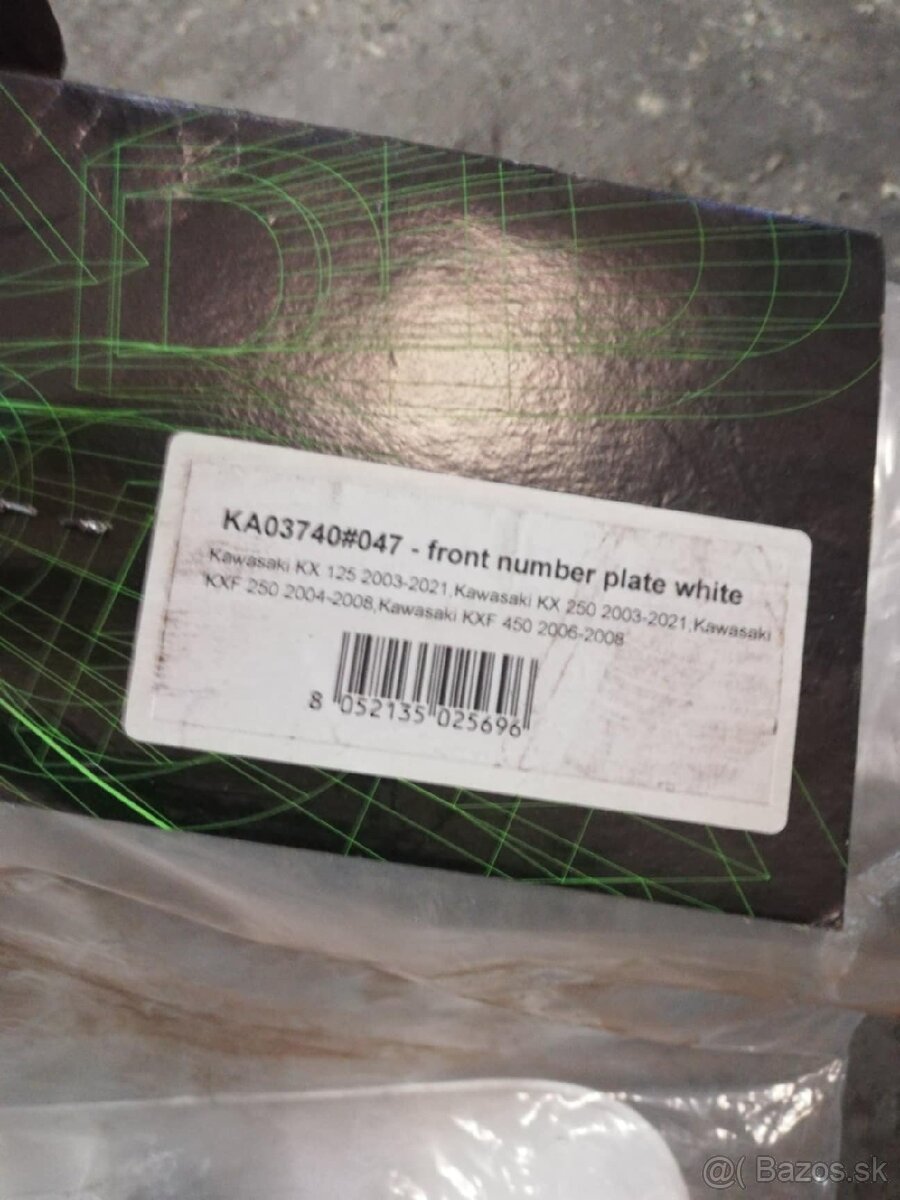 KA03740#047 - front number plate white
Kawasaki KX 125 2003-2021,Kawasaki KX 250 2003-2021,Kawasaki
KXF 250 2004-2008,Kawasaki KXF 450 2006-2008
8 052135 025696
@( Bazos.sk